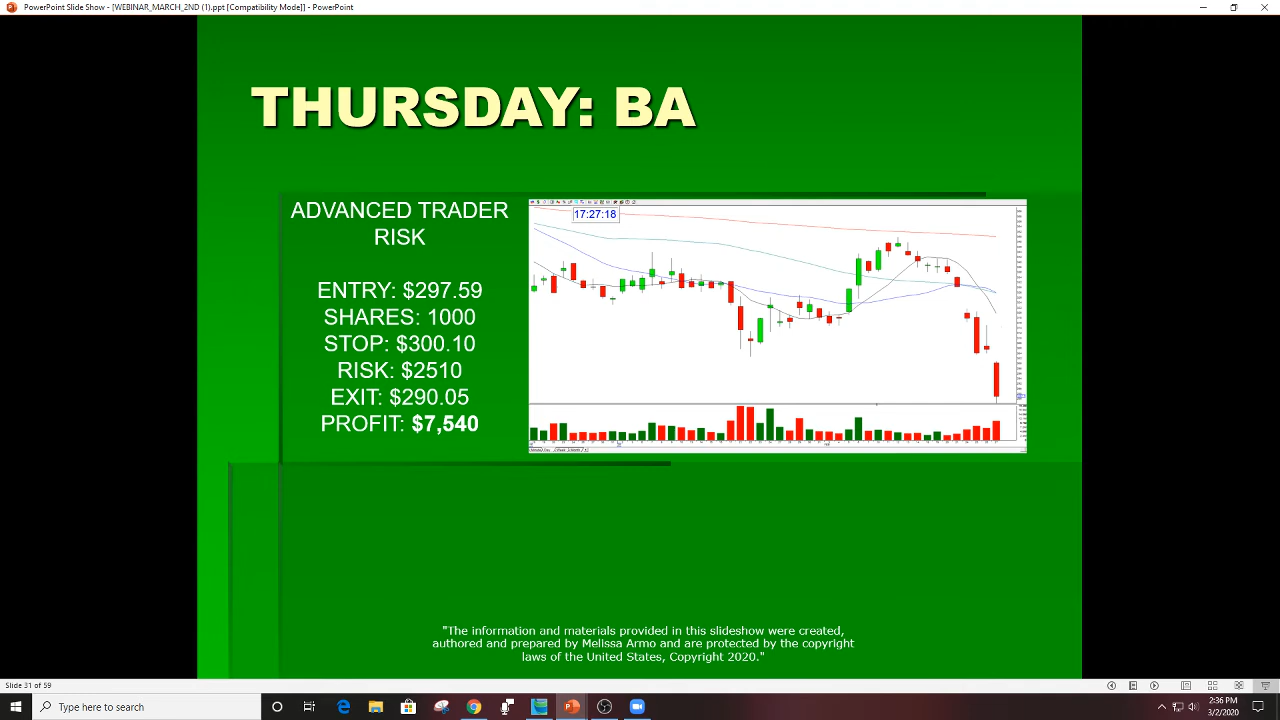 PowerPoint Slide Show - [WEBINAR_MARCH_2ND (1).ppt [Compatibility Mode]] - PowerPoint
THURSDAY: BA
ADVANCED TRADER
RISK
ENTRY: $297.59
SHARES: 1000
STOP: $300.10
RISK: $2510
EXIT: $290.05
PROFIT: $7,540
17:27:18
"The information and materials provided in this slideshow were created,
authored and prepared by Melissa Armo and are protected by the copyright
laws of the United States, Copyright 2020."
Slide 31 of 59
Type here to search
2:36 PM
3/2/2020